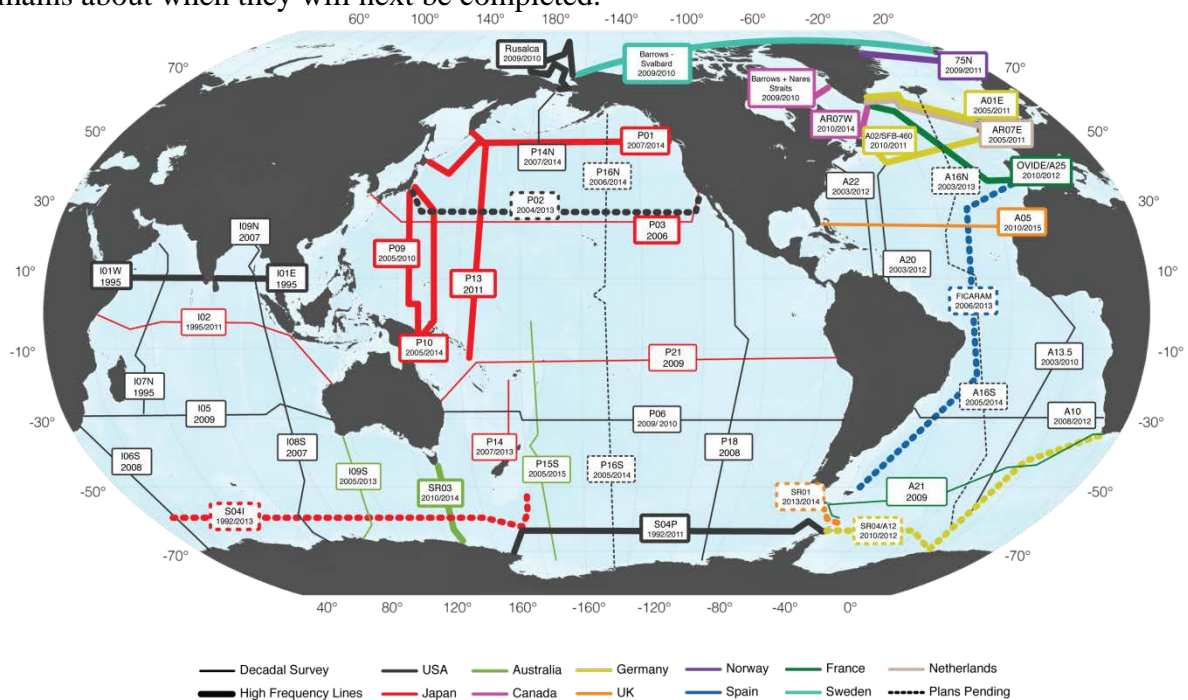 mains about when they will next be completed.
60° 100° 140° 180° -140° -100° -60° -20° 20°
70°
70°
50°
50°
30°
30°
10°
10°
-10°
-10°
-30°
-30°
-50°
-50°
-70°
-70°
Rusalca
2009/2010
Barrows -
Svalbard
2009/2010
75N
2009/2011
Barrows + Nares
Straits
2009/2010
A01E
2005/2011
AR07W
2010/2014
A02/SFB-460
2010/2011
AR07E
2005/2011
P01
2007/2014
P14N
2007/2014
P16N
2006/2014
A22
2003/2012
A16N
2003/2013
OVIDE/A25
2010/2012
P02
2004/2013
P03
2006
A05
2010/2015
I09N
2007
P09
2005/2010
A20
2003/2012
I01W
1995
I01E
1995
P13
2011
FICARAM
2006/2013
I02
1995/2011
P10
2005/2014
P21
2009
A13.5
2003/2010
I07N
1995
A16S
2005/2014
I05
2009
P06
2009/ 2010
A10
2008/2012
I06S
2008
I08S
2007
P14
2007/2013
P18
2008
I09S
2005/2013
P15S
2005/2015
P16S
2005/2014
SR03
2010/2014
SR01
2013/2014
A21
2009
S04I
1992/2013
S04P
1992/2011
SR04/A12
2010/2012
40° 80° 120° 160° -160° -120° -80° -40° 0°
Decadal Survey USA Australia Germany Norway France Netherlands
High Frequency Lines Japan Canada UK Spain Sweden Plans Pending